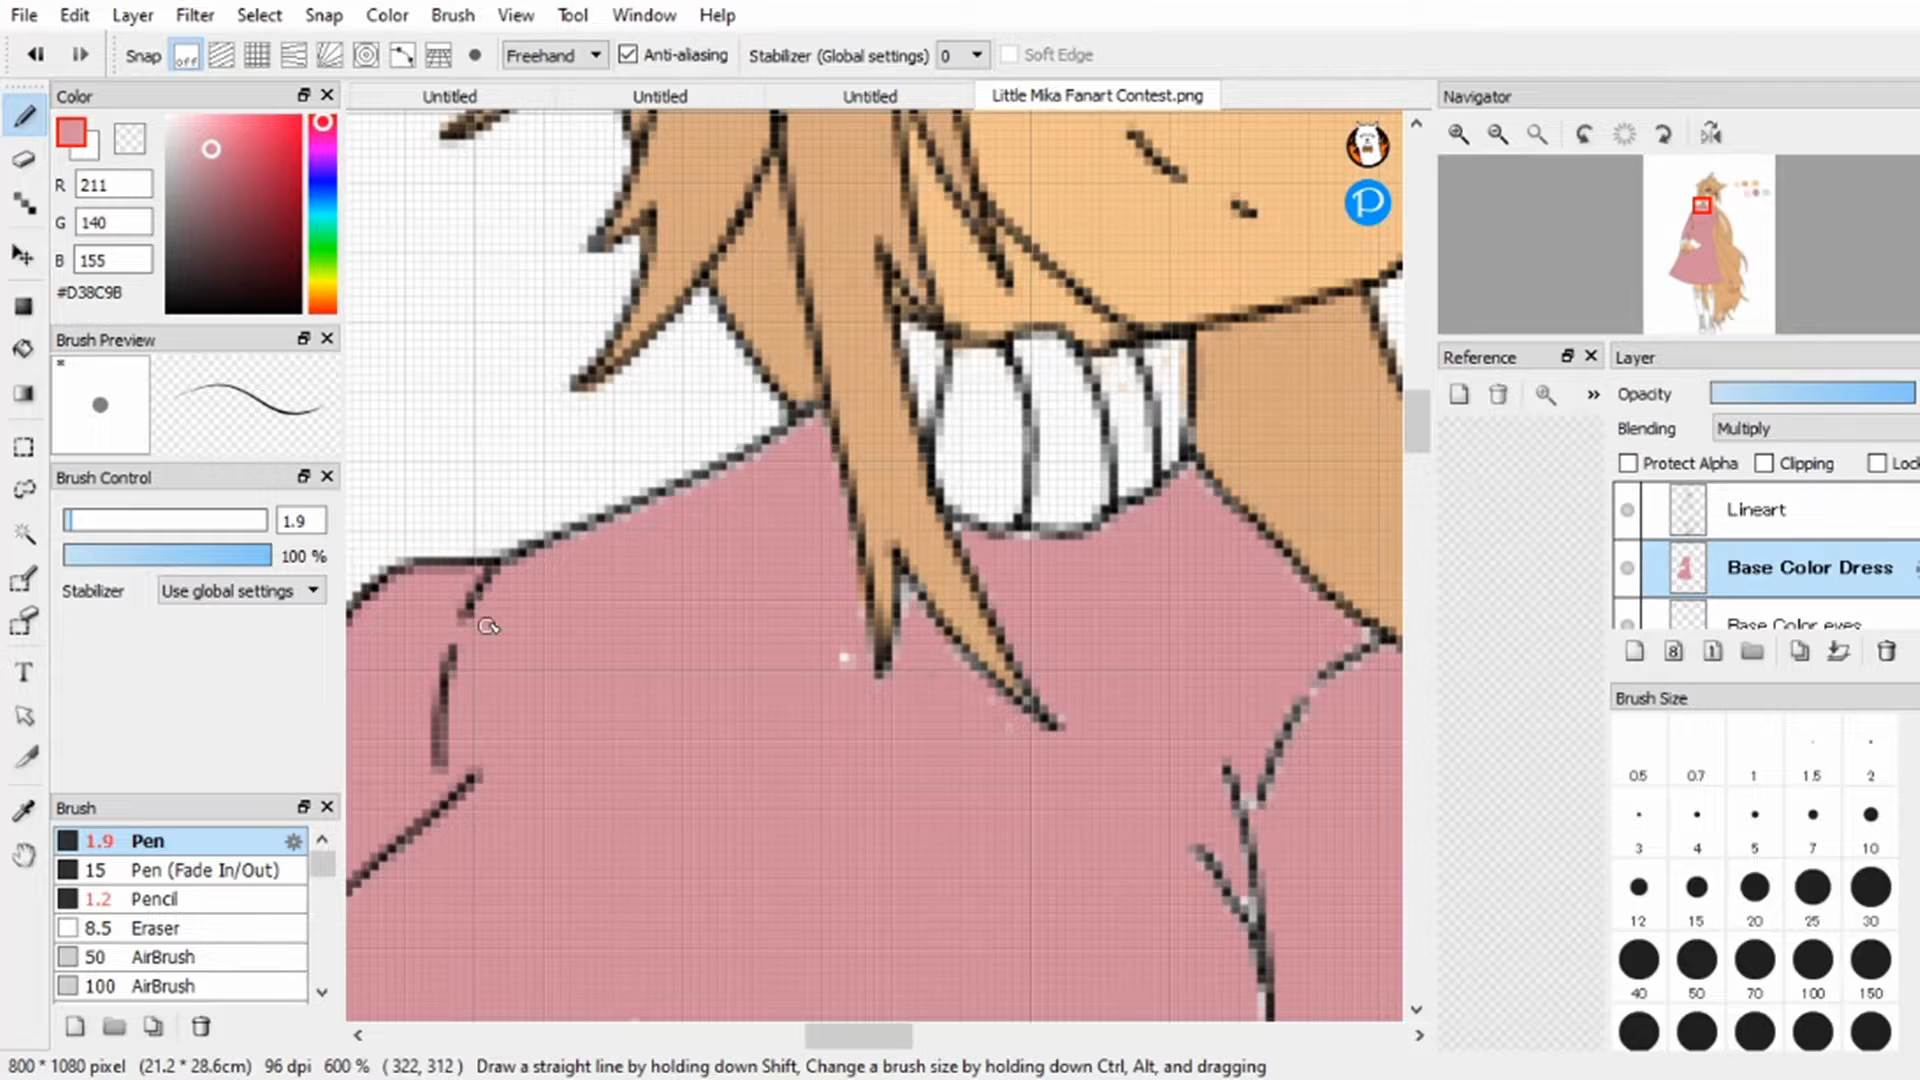 File Edit Layer Filter Select Snap Color Brush View Tool Window Help
Snap off Freehand Anti-aliasing Stabilizer (Global settings) 0 Soft Edge
Color
Untitled Untitled Untitled Little Mika Fanart Contest.png
Navigator
R 211
G 140
B 155
#D38C9B
Brush Preview
*
Brush Control
1.9
100 %
Stabilizer Use global settings
Brush
1.9 Pen
15 Pen (Fade In/Out)
1.2 Pencil
8.5 Eraser
50 AirBrush
100 AirBrush
P
Reference
»
Layer
Opacity
Blending Multiply
Protect Alpha Clipping Lock
Lineart
Base Color Dress
Base Color eyes
8 1
T
Brush Size
0.5 0.7 1 1.5 2
3 4 5 7 10
12 15 20 25 30
40 50 70 100 150
800 * 1080 pixel (21.2 * 28.6cm) 96 dpi 600 % ( 322, 312 ) Draw a straight line by holding down Shift, Change a brush size by holding down Ctrl, Alt, and dragging